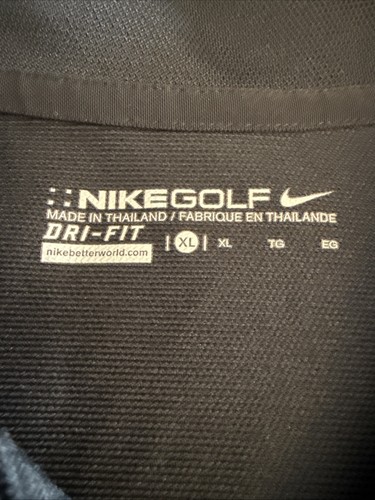 NIKEGOLF
MADE IN THAILAND / FABRIQUE EN THAILANDE
DRI-FIT | XL | XL TG EG
nikebetterworld.com